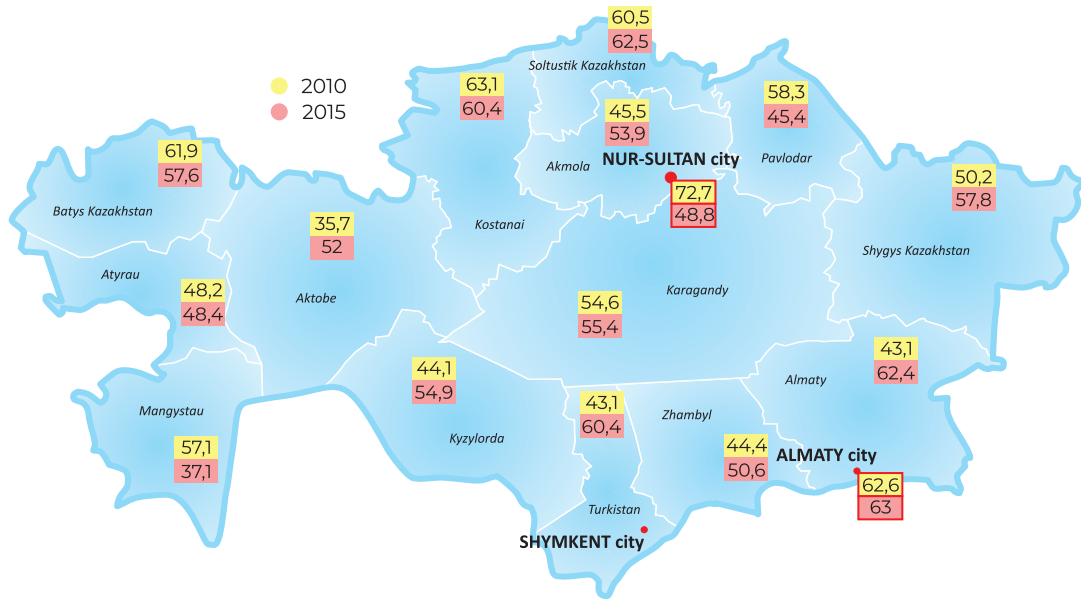 60,5
62,5
Soltustik Kazakhstan
2010
2015
63,1
60,4
58,3
45,4
45,5
53,9
Akmola
NUR-SULTAN city
Pavlodar
61,9
57,6
50,2
57,8
72,7
48,8
Batys Kazakhstan
35,7
52
Kostanai
Shygys Kazakhstan
Atyrau
48,2
48,4
Aktobe
Karagandy
54,6
55,4
43,1
62,4
44,1
54,9
Almaty
Mangystau
43,1
60,4
Zhambyl
57,1
37,1
Kyzylorda
44,4
50,6
ALMATY city
62,6
63
Turkistan
SHYMKENT city